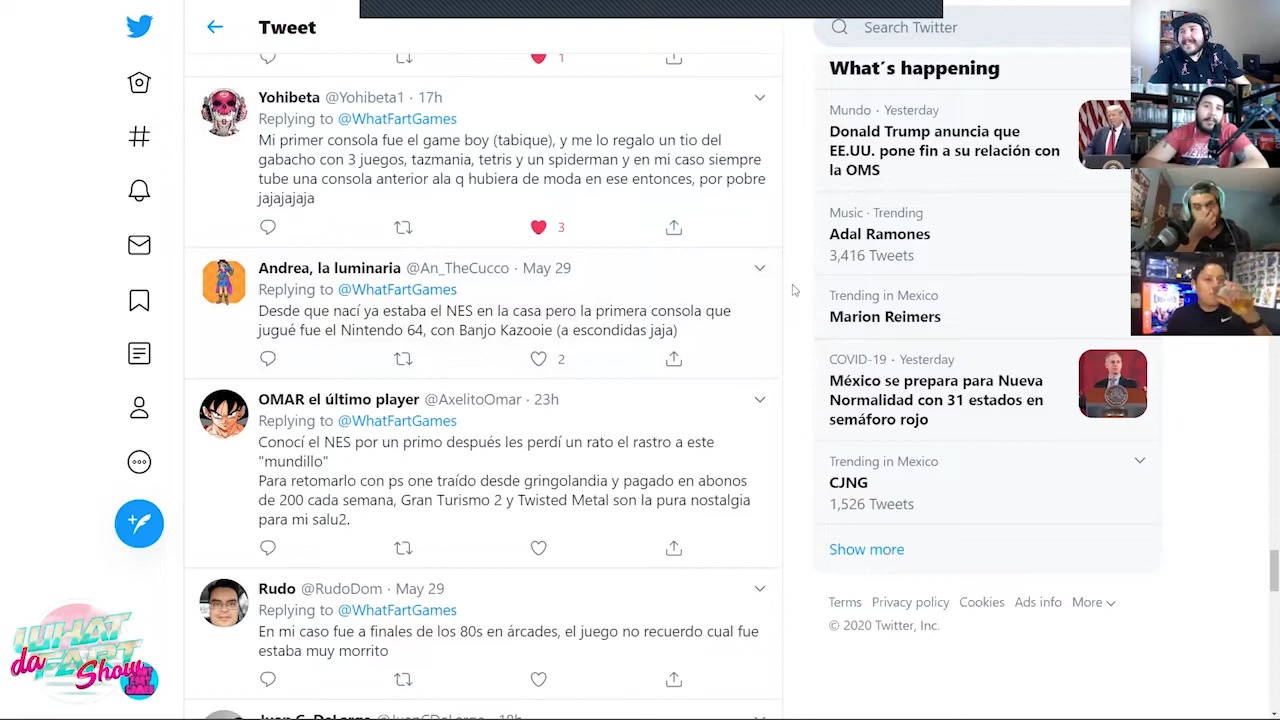 Tweet
Search Twitter
1
Yohibeta @Yohibeta1 · 17h
Replying to @WhatFartGames
Mi primer consola fue el game boy (tabique), y me lo regalo un tio del
gabacho con 3 juegos, tazmania, tetris y un spiderman y en mi caso siempre
tube una consola anterior ala q hubiera de moda en ese entonces, por pobre
jajajajaja
3
Andrea, la luminaria @An_TheCucco · May 29
Replying to @WhatFartGames
Desde que nací ya estaba el NES en la casa pero la primera consola que
jugué fue el Nintendo 64, con Banjo Kazooie (a escondidas jaja)
2
OMAR el último player @AxelitoOmar · 23h
Replying to @WhatFartGames
Conocí el NES por un primo después les perdí un rato el rastro a este
"mundillo"
Para retomarlo con ps one traído desde gringolandia y pagado en abonos
de 200 cada semana, Gran Turismo 2 y Twisted Metal son la pura nostalgia
para mi salu2.
Rudo @RudoDom · May 29
Replying to @WhatFartGames
En mi caso fue a finales de los 80s en árcades, el juego no recuerdo cual fue
estaba muy morrito
Juan C. DeLarge @JuanCDeLarge · 18h
What's happening
Mundo · Yesterday
Donald Trump anuncia que
EE.UU. pone fin a su relación con
la OMS
Music · Trending
Adal Ramones
3,416 Tweets
Trending in Mexico
Marion Reimers
COVID-19 · Yesterday
México se prepara para Nueva
Normalidad con 31 estados en
semáforo rojo
Trending in Mexico
CJNG
1,526 Tweets
Show more
Terms Privacy policy Cookies Ads info More
© 2020 Twitter, Inc.
WHAT
da FART
Show